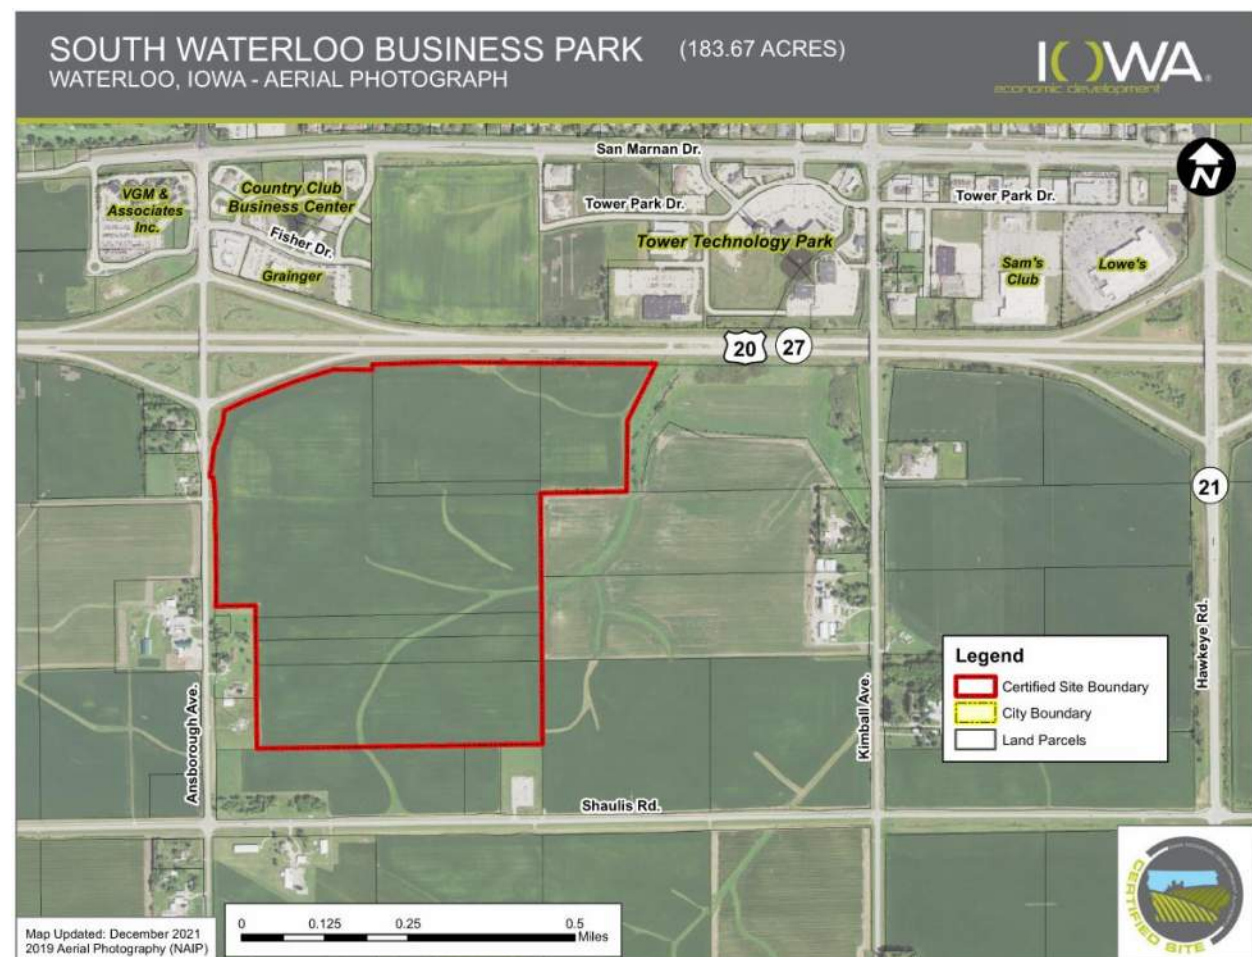 SOUTH WATERLOO BUSINESS PARK (183.67 ACRES)
WATERLOO, IOWA - AERIAL PHOTOGRAPH
IOWA
economic development
San Marnan Dr.
N
VGM &
Associates
Inc.
Country Club
Business Center
Fisher Dr.
Grainger
Tower Park Dr.
Tower Park Dr.
Tower Technology Park
Sam's
Club
Lowe's
20
27
21
Hawkeye Rd.
Legend
Certified Site Boundary
City Boundary
Land Parcels
Ansborough Ave.
Kimball Ave.
Shaulis Rd.
Map Updated: December 2021
2019 Aerial Photography (NAIP)
0 0.125 0.25 0.5
Miles
CERTIFIED SITE